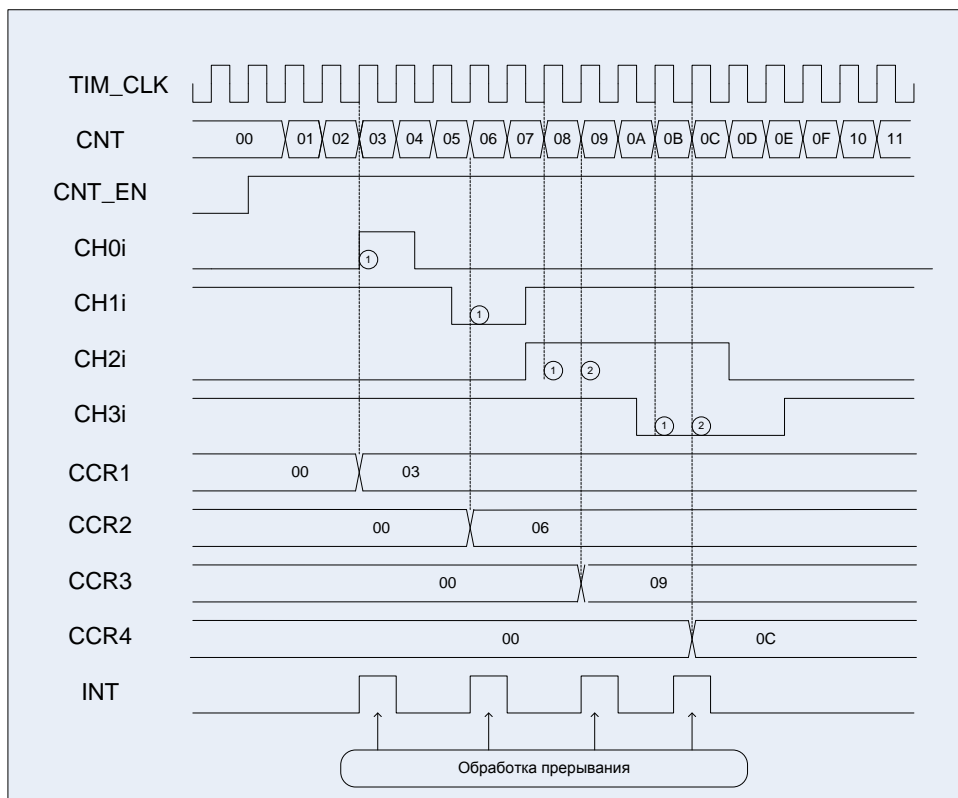 TIM_CLK
CNT 00 01 02 03 04 05 06 07 08 09 0A 0B 0C 0D 0E 0F 10 11
CNT_EN
CH0i
1
CH1i
1
CH2i
1 2
CH3i
1 2
CCR1 00 03
CCR2 00 06
CCR3 00 09
CCR4 00 0C
INT
Обработка прерывания